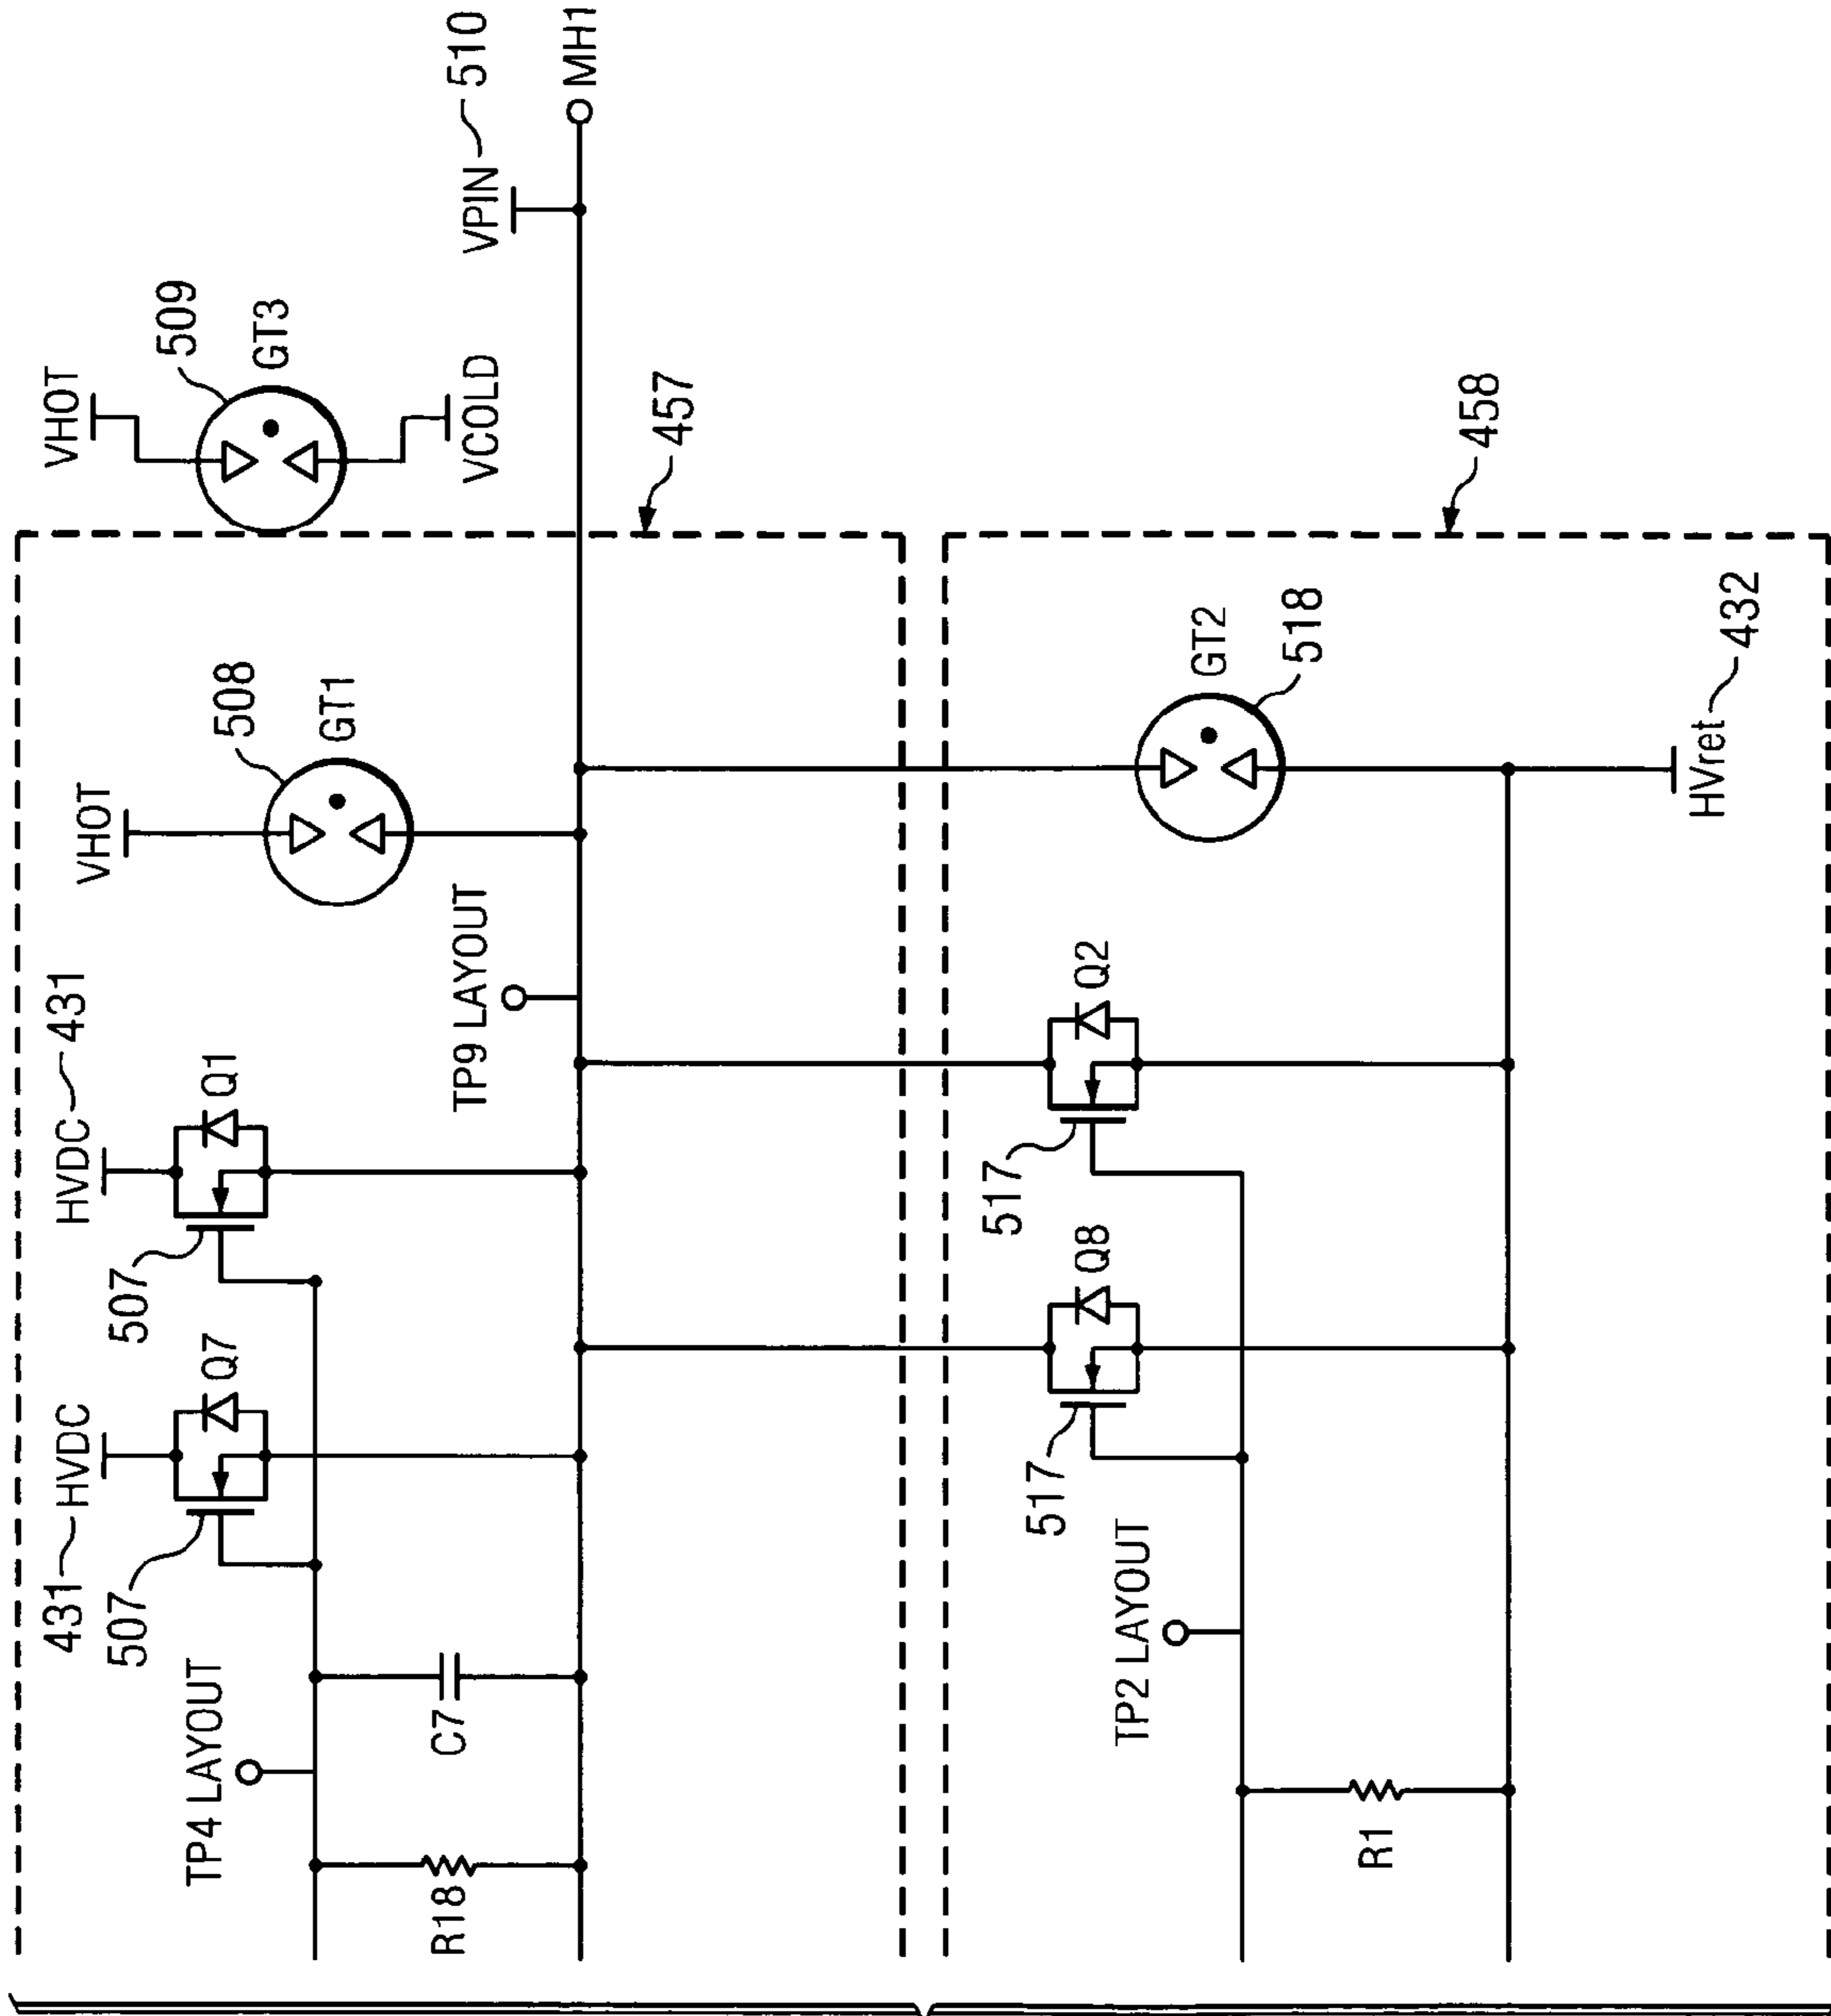 431~HVDC
HVDC~431
VHOT
VHOT
507
Q7
507
Q1
508
GT1
509
GT3
TP4 LAYOUT
TP9 LAYOUT
VCOLD
VPIN~510
R18
C7
MH1
457
TP2 LAYOUT
517
Q8
517
Q2
GT2
518
458
R1
HVret~432